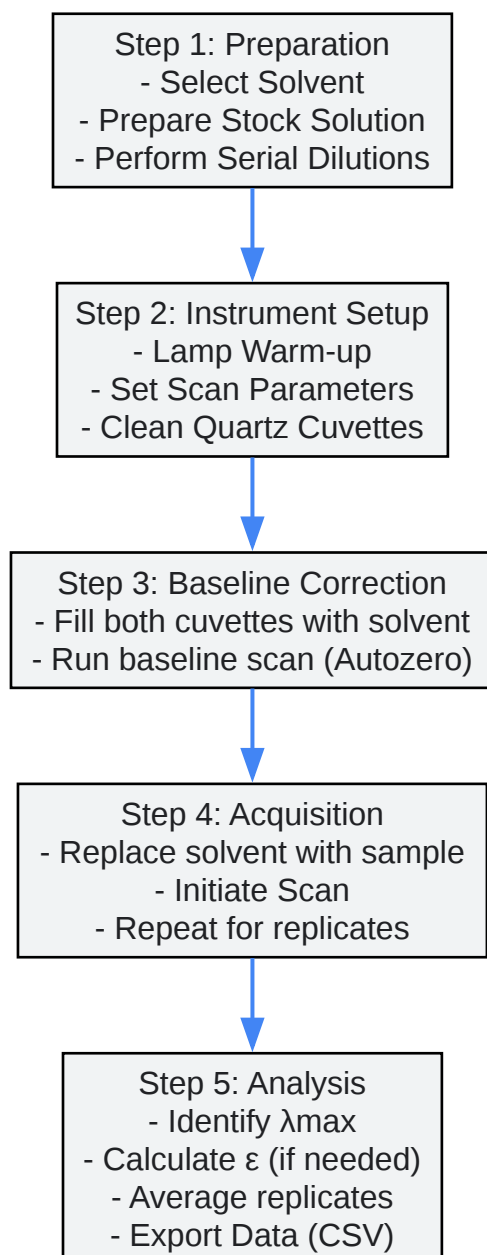 Step 1: Preparation
- Select Solvent
- Prepare Stock Solution
- Perform Serial Dilutions
Step 2: Instrument Setup
- Lamp Warm-up
- Set Scan Parameters
- Clean Quartz Cuvettes
Step 3: Baseline Correction
- Fill both cuvettes with solvent
- Run baseline scan (Autozero)
Step 4: Acquisition
- Replace solvent with sample
- Initiate Scan
- Repeat for replicates
Step 5: Analysis
- Identify λmax
- Calculate ε (if needed)
- Average replicates
- Export Data (CSV)